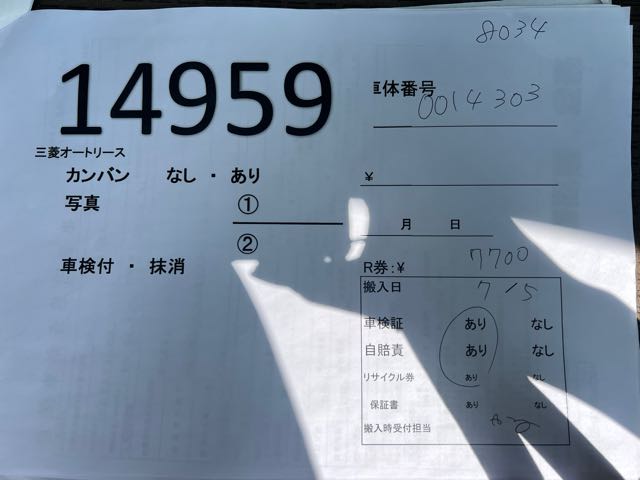 8034
14959
車体番号 0014303
三菱オートリース
カンバン なし ・ あり
¥
写真 ①
月 日
②
車検付 ・ 抹消
R券:¥ 7700
搬入日 7/5
車検証 あり なし
自賠責 あり なし
リサイクル券 あり なし
保証書 あり なし
搬入時受付担当